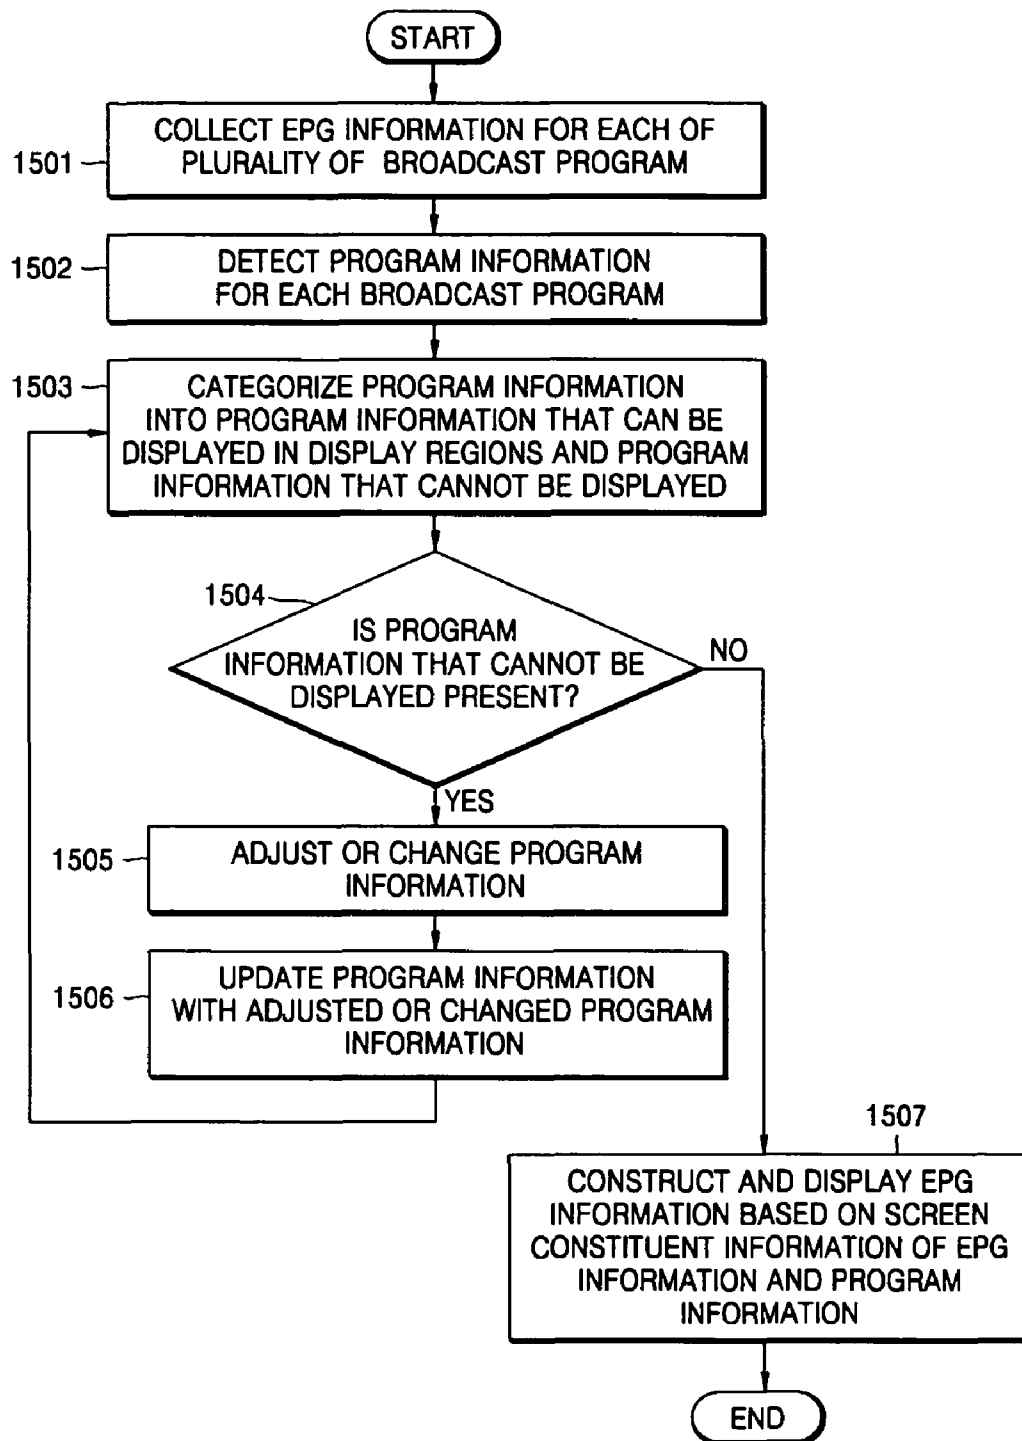 START
1501
COLLECT EPG INFORMATION FOR EACH OF
PLURALITY OF BROADCAST PROGRAM
1502
DETECT PROGRAM INFORMATION
FOR EACH BROADCAST PROGRAM
1503
CATEGORIZE PROGRAM INFORMATION
INTO PROGRAM INFORMATION THAT CAN BE
DISPLAYED IN DISPLAY REGIONS AND PROGRAM
INFORMATION THAT CANNOT BE DISPLAYED
1504
IS PROGRAM
INFORMATION THAT CANNOT BE
DISPLAYED PRESENT?
NO
YES
1505
ADJUST OR CHANGE PROGRAM
INFORMATION
1506
UPDATE PROGRAM INFORMATION
WITH ADJUSTED OR CHANGED PROGRAM
INFORMATION
1507
CONSTRUCT AND DISPLAY EPG
INFORMATION BASED ON SCREEN
CONSTITUENT INFORMATION OF EPG
INFORMATION AND PROGRAM
INFORMATION
END